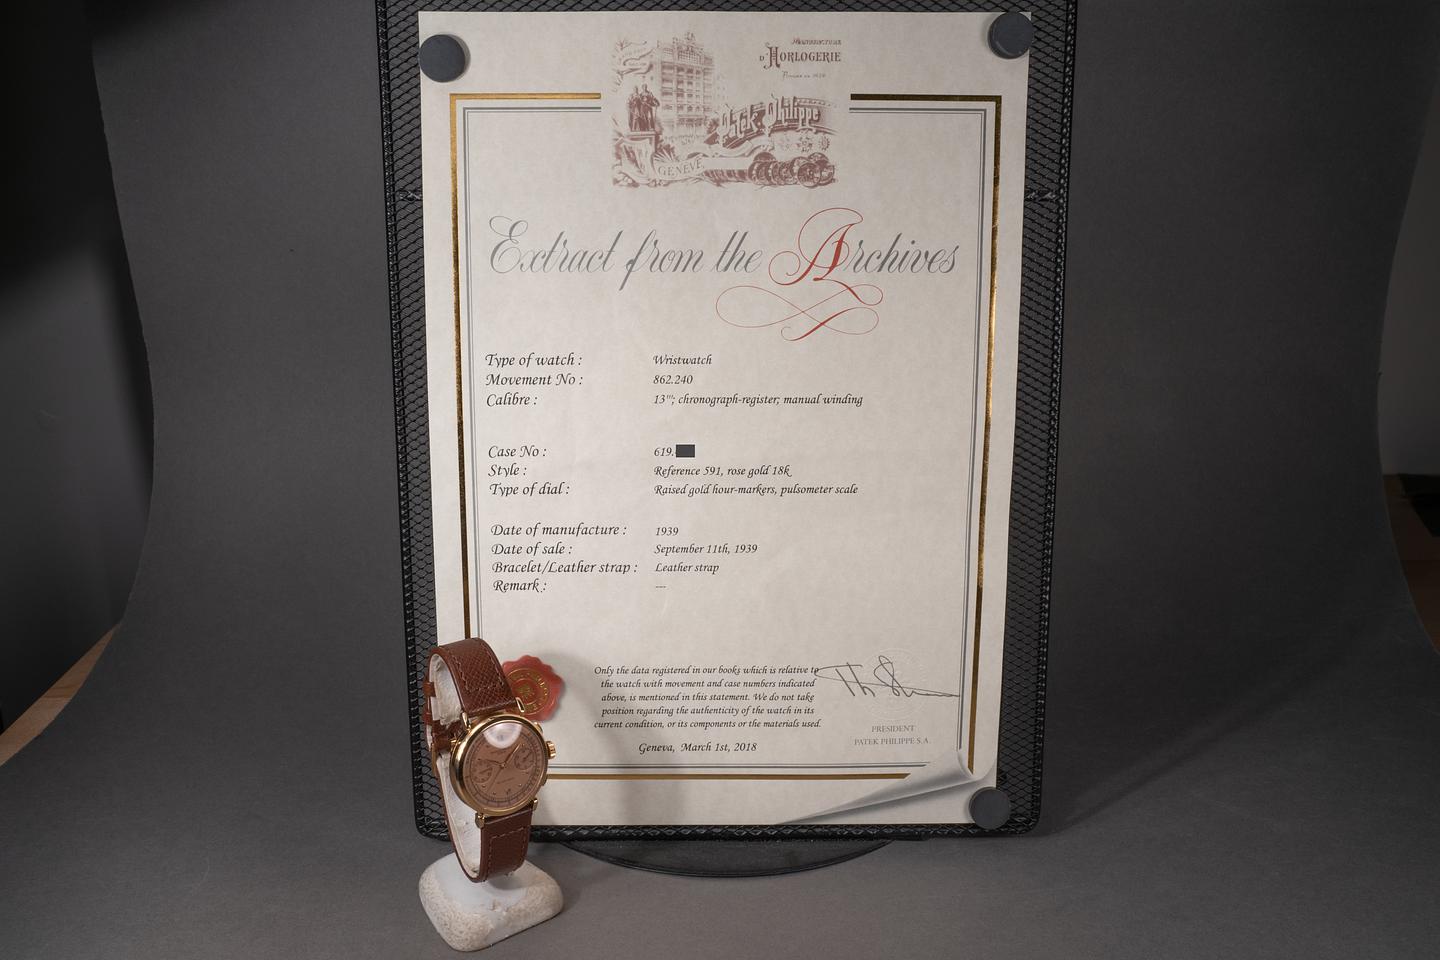 Manufacture
d'Horlogerie
Patek Philippe
GENÈVE
Extract from the Archives
Type of watch : Wristwatch
Movement No : 862.240
Calibre : 13'''; chronograph-register; manual winding
Case No : 619.
Style : Reference 591, rose gold 18k
Type of dial : Raised gold hour-markers, pulsometer scale
Date of manufacture : 1939
Date of sale : September 11th, 1939
Bracelet/Leather strap : Leather strap
Remark : ---
Only the data registered in our books which is relative to
the watch with movement and case numbers indicated
above, is mentioned in this statement. We do not take
position regarding the authenticity of the watch in its
current condition, or its components or the materials used.
Geneva, March 1st, 2018
PRESIDENT
PATEK PHILIPPE S.A.